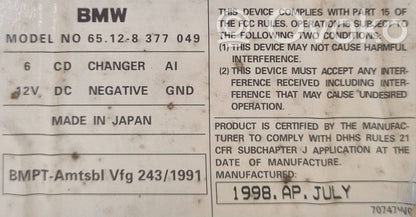 BMW
MODEL NO 65.12-8 377 049
6 CD CHANGER AI
12V DC NEGATIVE GND
MADE IN JAPAN
BMPT-Amtsbl Vfg 243/1991
THIS DEVICE COMPLIES WITH PART 15 OF
THE FCC RULES. OPERATION IS SUBJECT TO
THE FOLLOWING TWO CONDITIONS:
(1) THIS DEVICE MAY NOT CAUSE HARMFUL
INTERFERENCE.
(2) THIS DEVICE MUST ACCEPT ANY INTER-
FERENCE RECEIVED INCLUDING INTER-
FERENCE THAT MAY CAUSE UNDESIRED
OPERATION.
PRODUCT IS CERTIFIED BY THE MANUFAC-
TURER TO COMPLY WITH DHHS RULES 21
CFR SUBCHAPTER J APPLICATION AT THE
DATE OF MANUFACTURE.
MANUFACTURED:
1998.AP.JULY